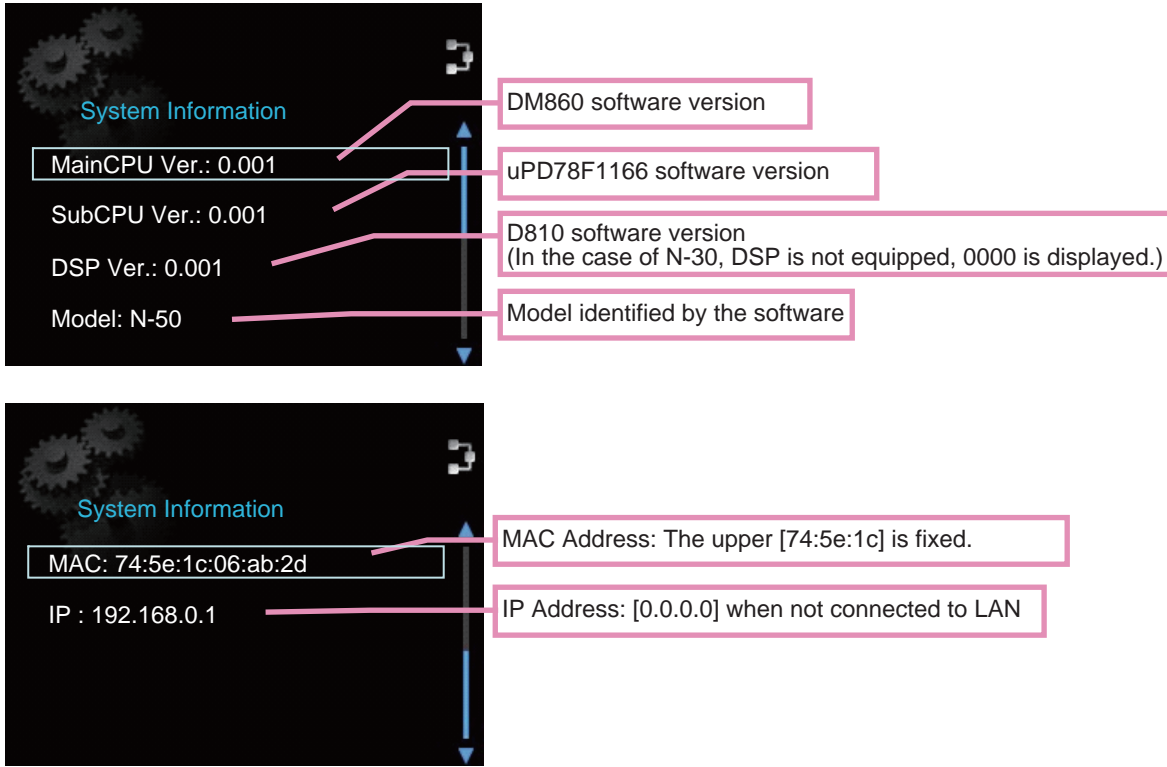 System Information
MainCPU Ver.: 0.001
SubCPU Ver.: 0.001
DSP Ver.: 0.001
Model: N-50
DM860 software version
uPD78F1166 software version
D810 software version
(In the case of N-30, DSP is not equipped, 0000 is displayed.)
Model identified by the software
System Information
MAC: 74:5e:1c:06:ab:2d
IP : 192.168.0.1
MAC Address: The upper [74:5e:1c] is fixed.
IP Address: [0.0.0.0] when not connected to LAN